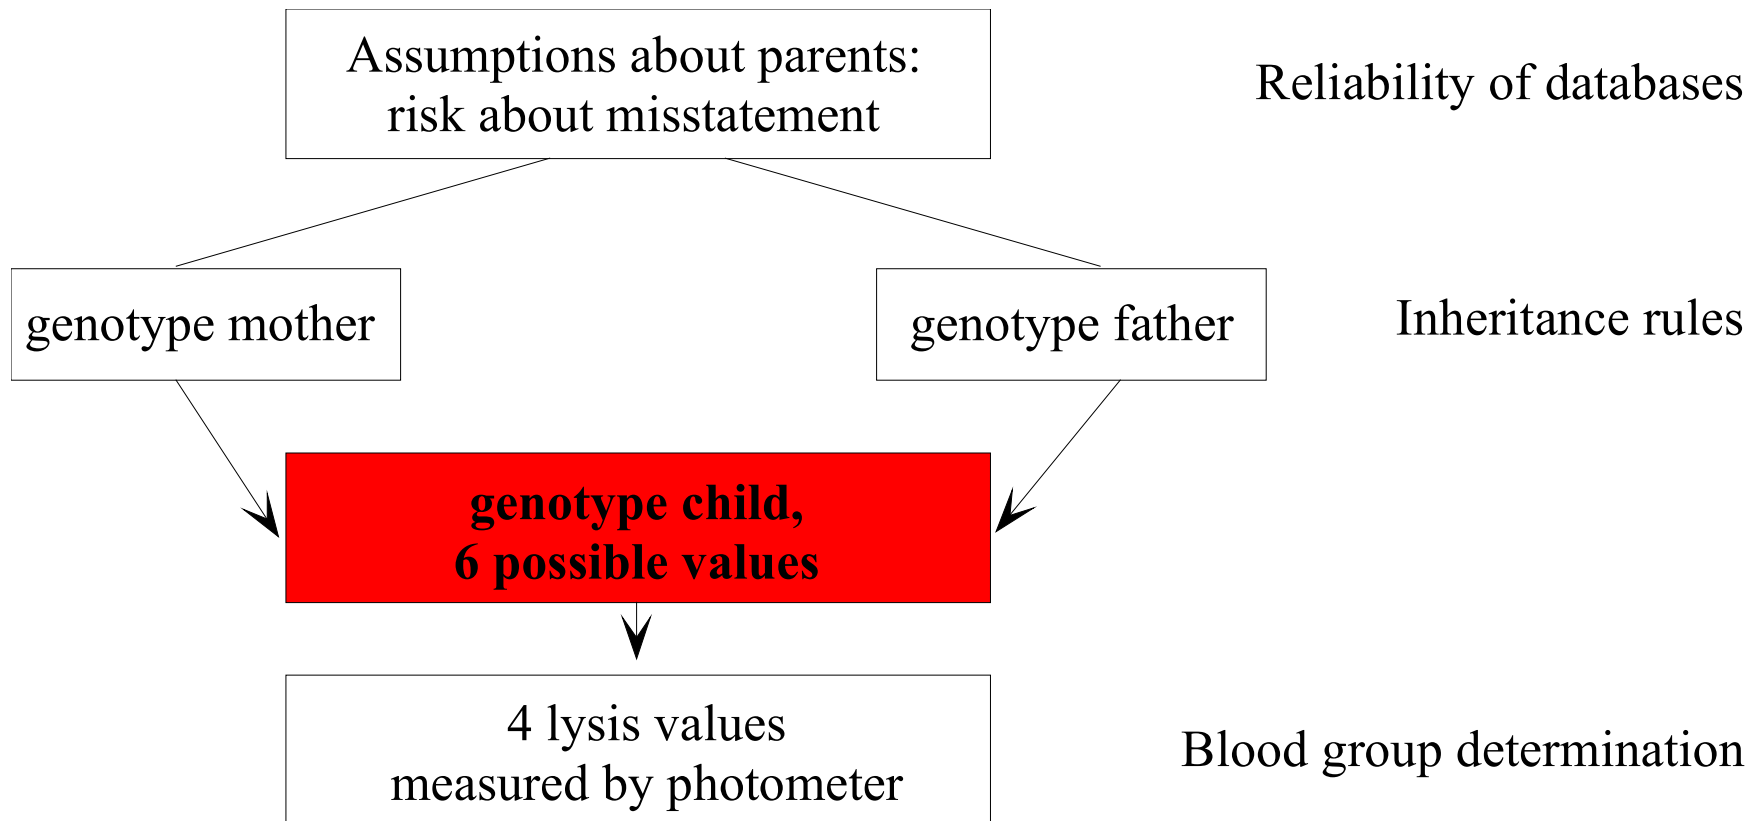 Assumptions about parents:
risk about misstatement
Reliability of databases
genotype mother
genotype father
Inheritance rules
genotype child,
6 possible values
4 lysis values
measured by photometer
Blood group determination